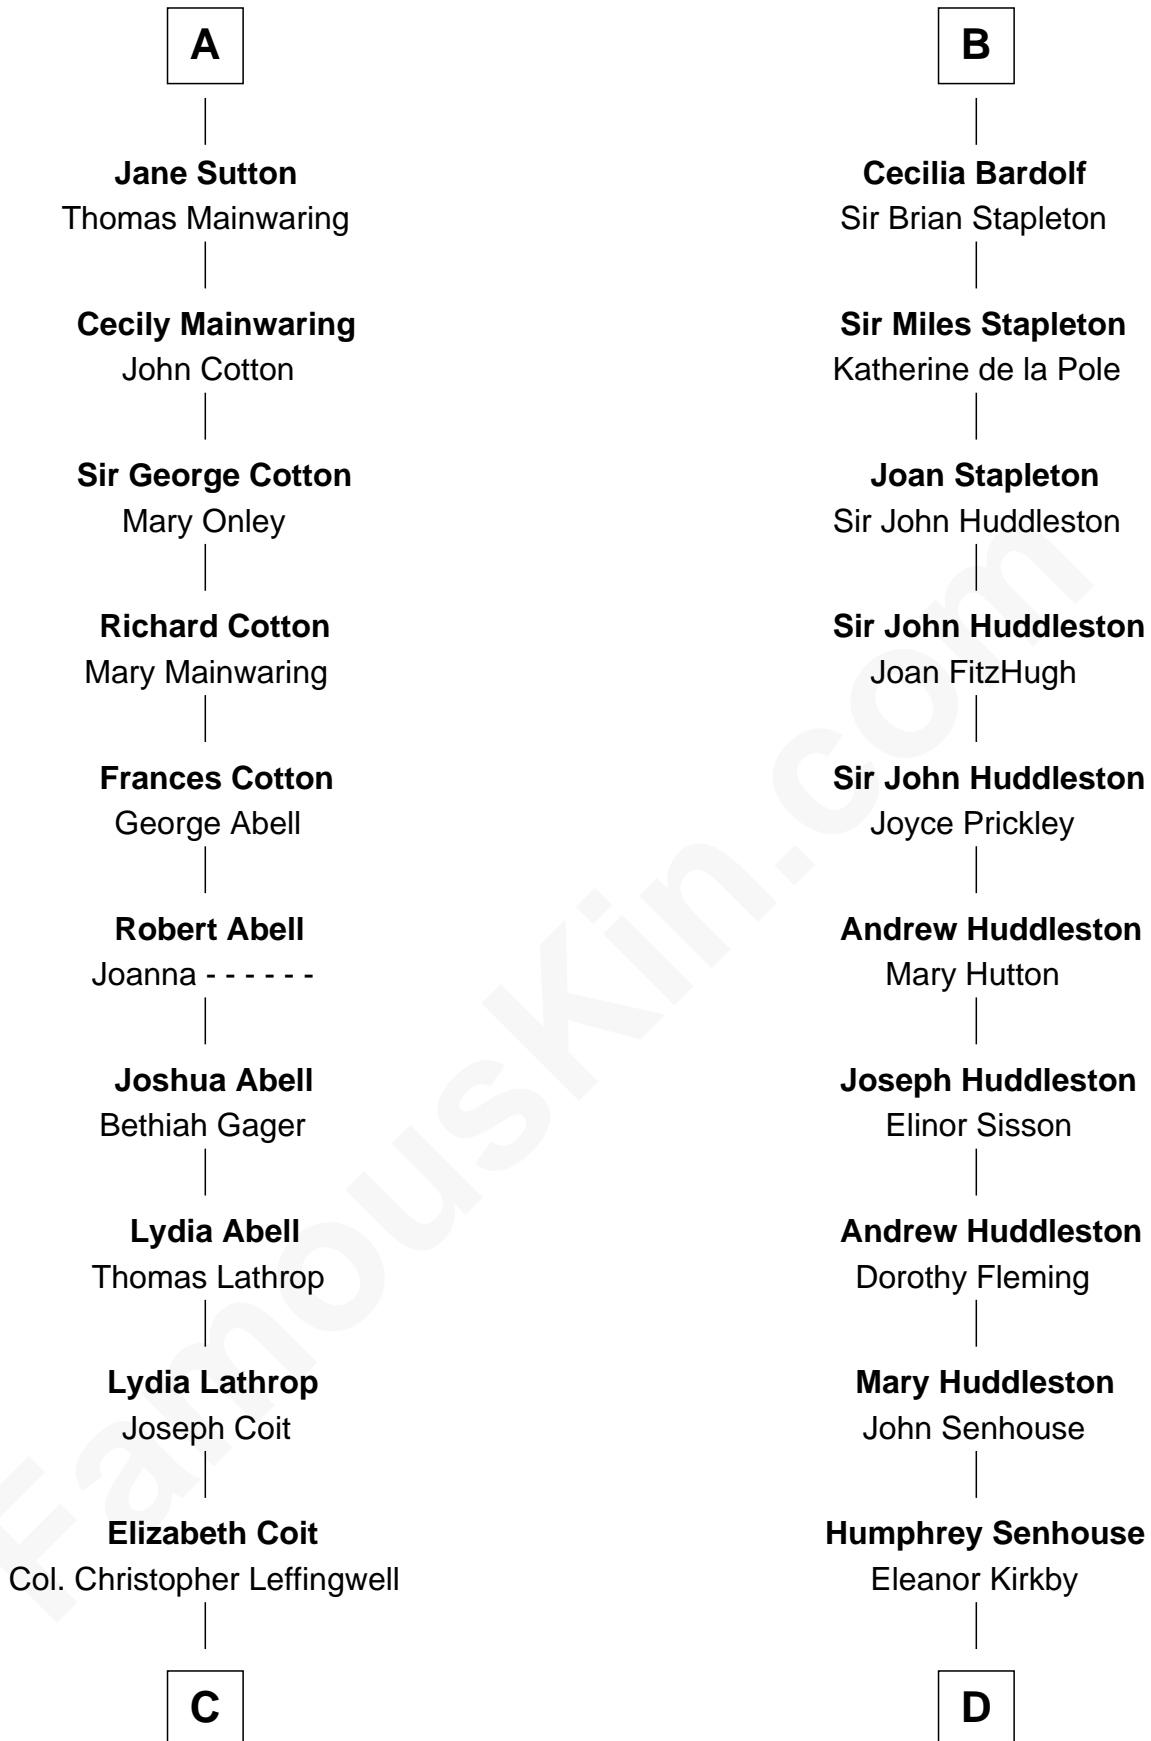 A
Jane Sutton
Thomas Mainwaring
Cecily Mainwaring
John Cotton
Sir George Cotton
Mary Onley
Richard Cotton
Mary Mainwaring
Frances Cotton
George Abell
Robert Abell
Joanna - - - - - -
Joshua Abell
Bethiah Gager
Lydia Abell
Thomas Lathrop
Lydia Lathrop
Joseph Coit
Elizabeth Coit
Col. Christopher Leffingwell
C
B
Cecilia Bardolf
Sir Brian Stapleton
Sir Miles Stapleton
Katherine de la Pole
Joan Stapleton
Sir John Huddleston
Sir John Huddleston
Joan FitzHugh
Sir John Huddleston
Joyce Prickley
Andrew Huddleston
Mary Hutton
Joseph Huddleston
Elinor Sisson
Andrew Huddleston
Dorothy Fleming
Mary Huddleston
John Senhouse
Humphrey Senhouse
Eleanor Kirkby
D
FamousKin.com